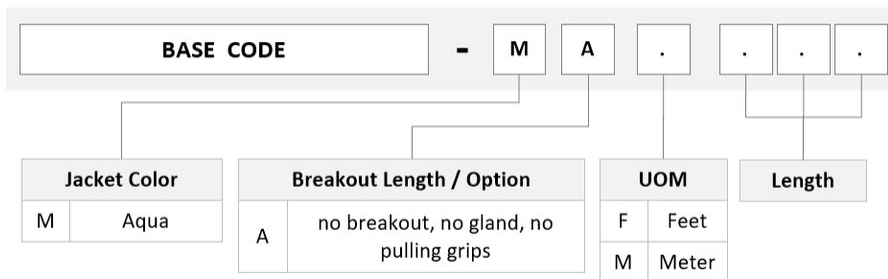 BASE CODE - M A . . . .
Jacket Color
M Aqua
Breakout Length / Option
A no breakout, no gland, no
pulling grips
UOM
F Feet
M Meter
Length